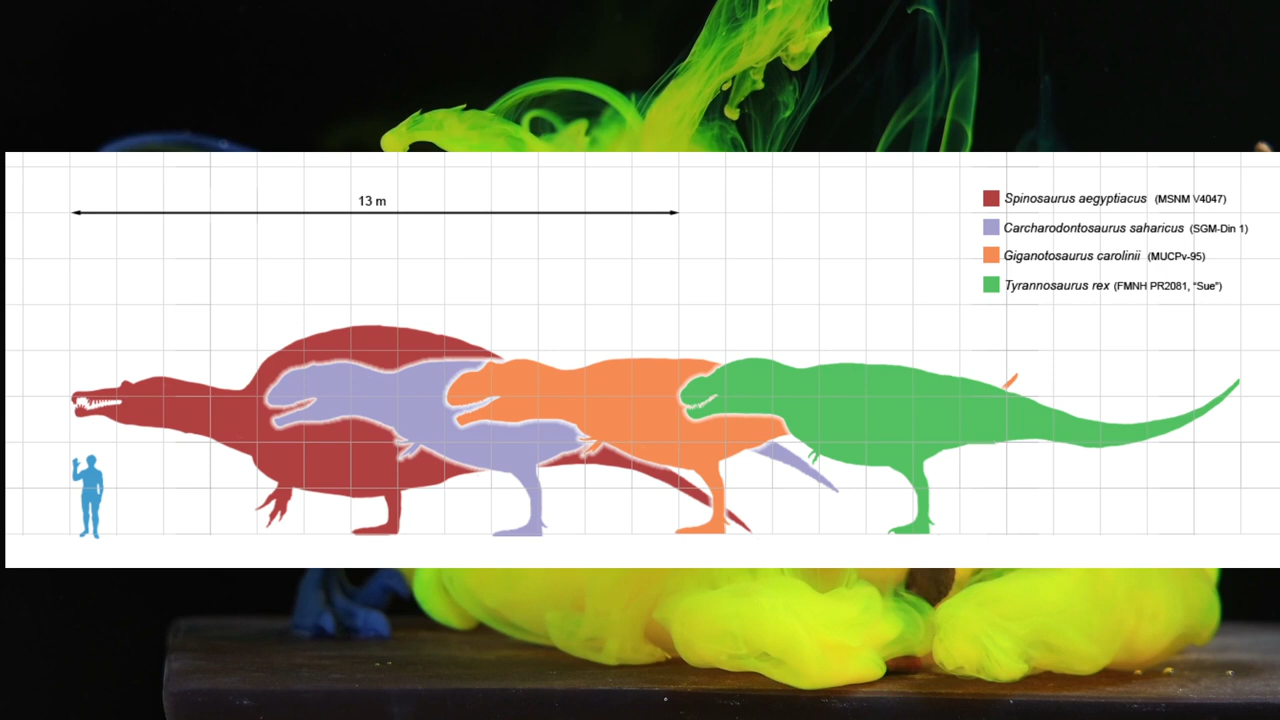 13 m
Spinosaurus aegyptiacus (MSNM V4047)
Carcharodontosaurus saharicus (SGM-Din 1)
Giganotosaurus carolinii (MUCPv-95)
Tyrannosaurus rex (FMNH PR2081, "Sue")